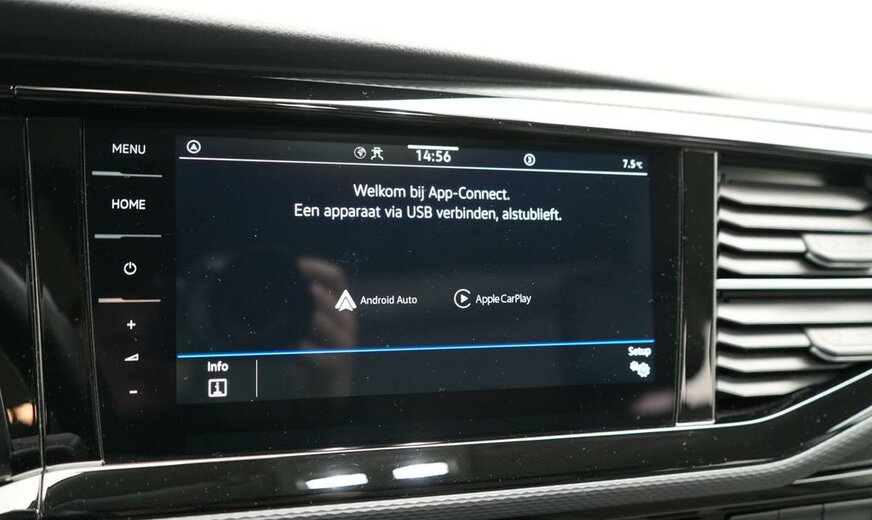 MENU
HOME
14:56
3
7.5°C
Welkom bij App-Connect.
Een apparaat via USB verbinden, alstublieft.
Android Auto
Apple CarPlay
+
-
Info
Setup